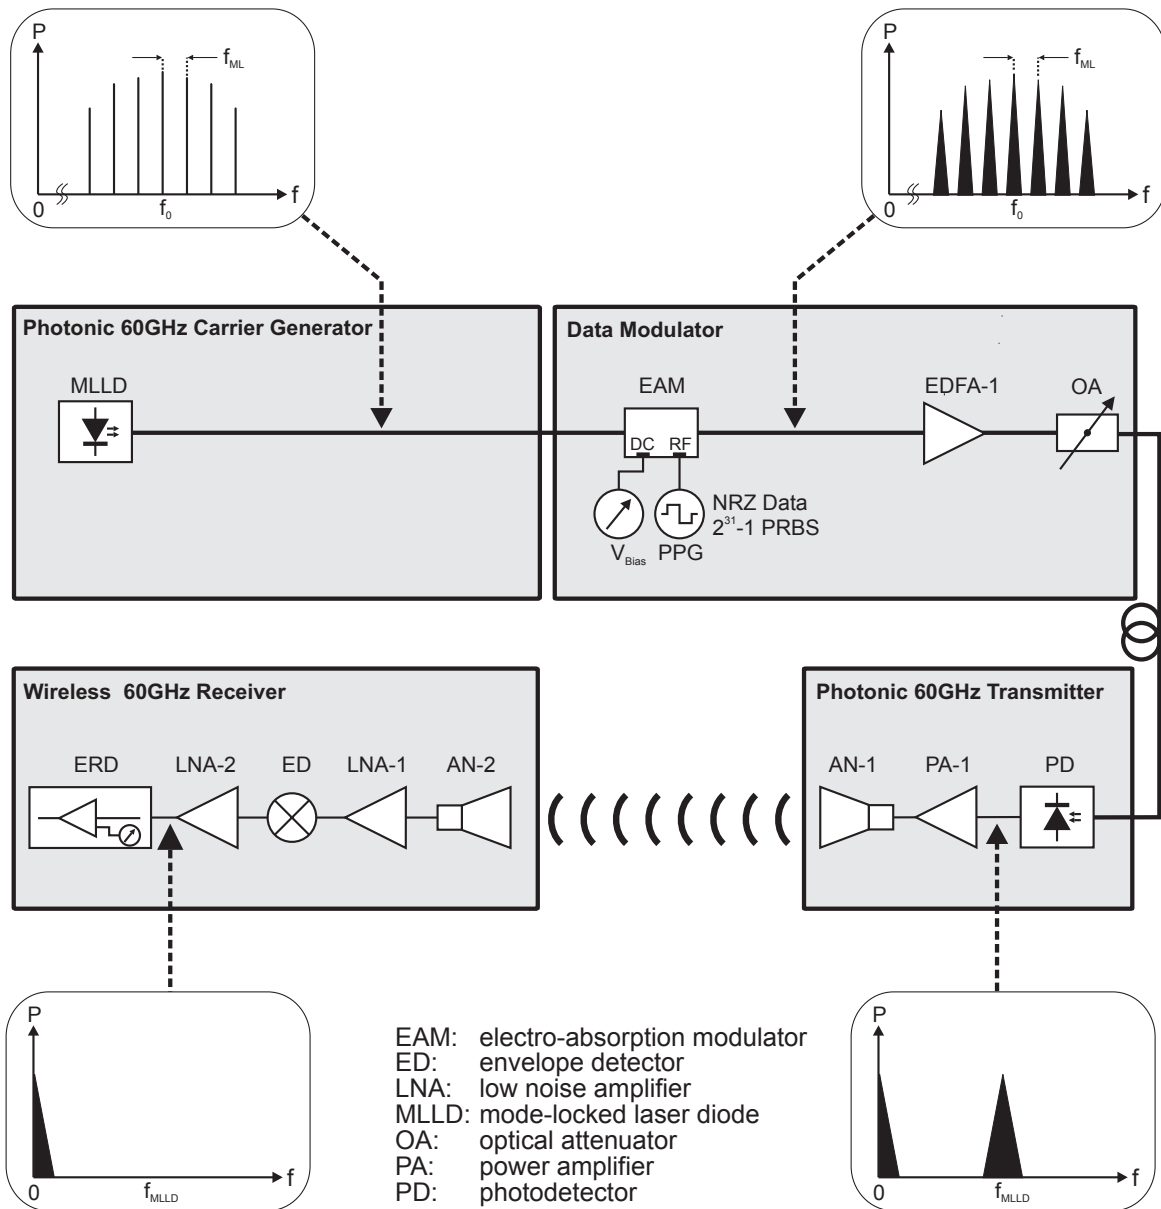 P
f_ML
0
f_0
f
P
f_ML
0
f_0
f
Photonic 60GHz Carrier Generator
MLLD
Data Modulator
EAM
DC RF
EDFA-1
OA
NRZ Data
2^31-1 PRBS
V_Bias PPG
Wireless 60GHz Receiver
ERD LNA-2 ED LNA-1 AN-2
Photonic 60GHz Transmitter
AN-1 PA-1 PD
P
0
f_MLLD
f
EAM: electro-absorption modulator
ED: envelope detector
LNA: low noise amplifier
MLLD: mode-locked laser diode
OA: optical attenuator
PA: power amplifier
PD: photodetector
P
0
f_MLLD
f